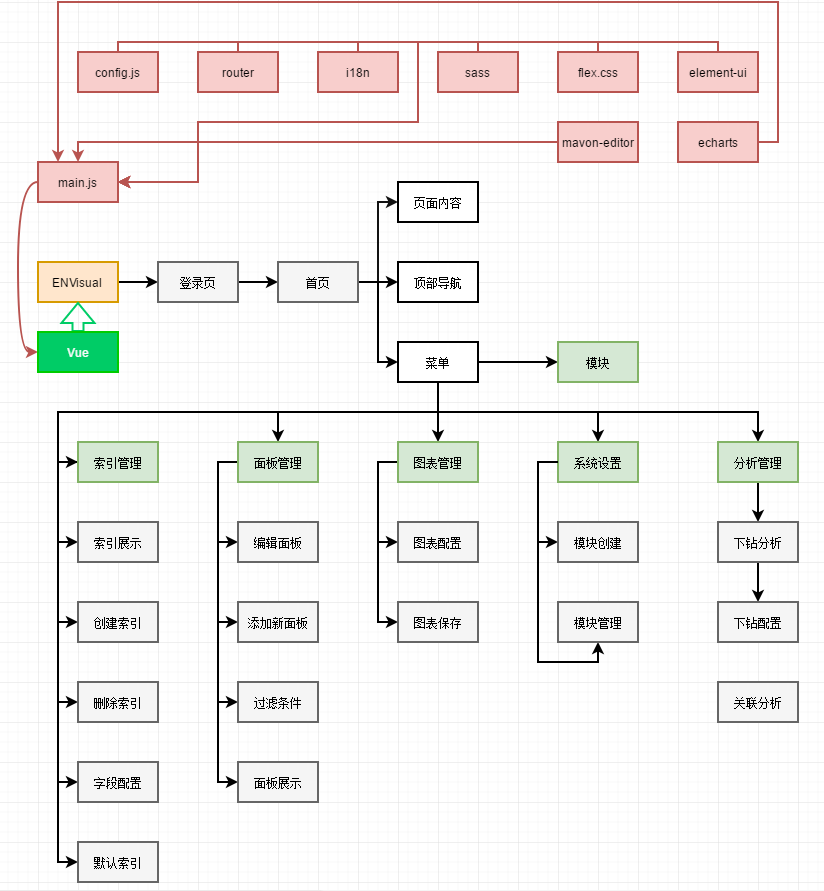 config.js
router
i18n
sass
flex.css
element-ui
mavon-editor
echarts
main.js
页面内容
ENVisual
登录页
首页
顶部导航
Vue
菜单
模块
索引管理
面板管理
图表管理
系统设置
分析管理
索引展示
编辑面板
图表配置
模块创建
下钻分析
创建索引
添加新面板
图表保存
模块管理
下钻配置
删除索引
过滤条件
关联分析
字段配置
面板展示
默认索引